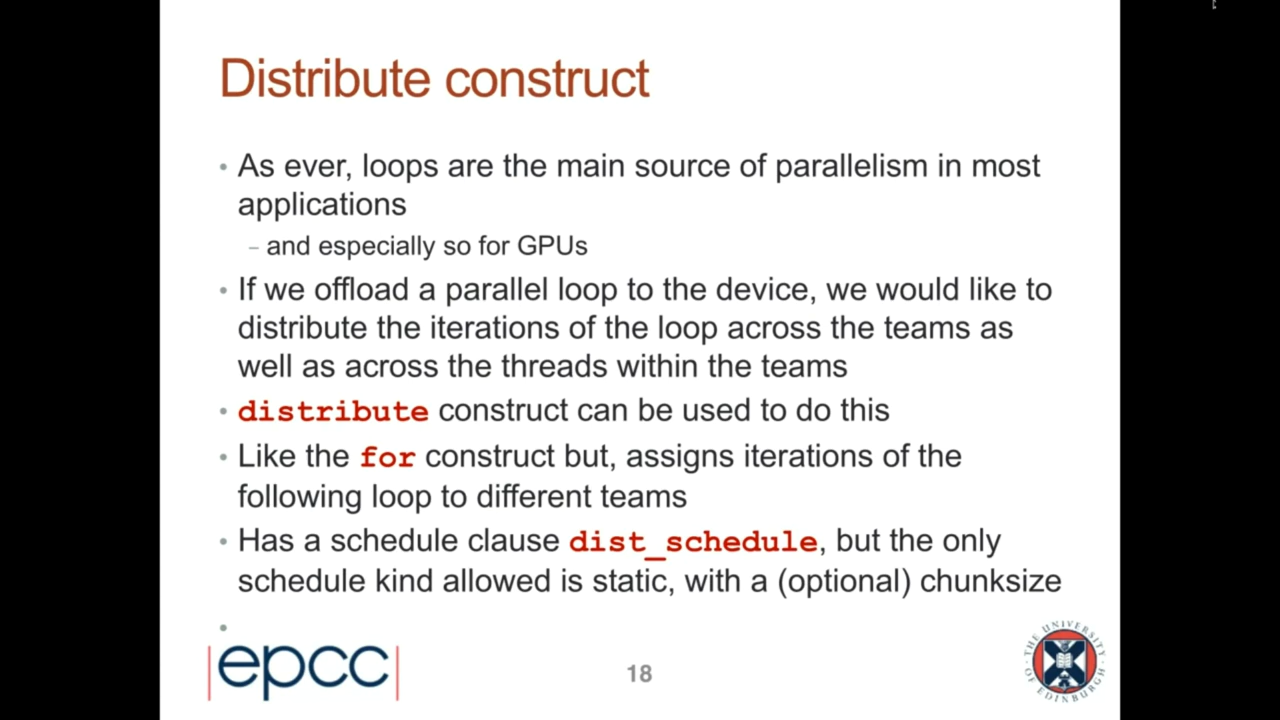 Distribute construct
• As ever, loops are the main source of parallelism in most
applications
– and especially so for GPUs
• If we offload a parallel loop to the device, we would like to
distribute the iterations of the loop across the teams as
well as across the threads within the teams
• distribute construct can be used to do this
• Like the for construct but, assigns iterations of the
following loop to different teams
• Has a schedule clause dist_schedule, but the only
schedule kind allowed is static, with a (optional) chunksize
•
|epcc|
18
THE UNIVERSITY
OF EDINBURGH